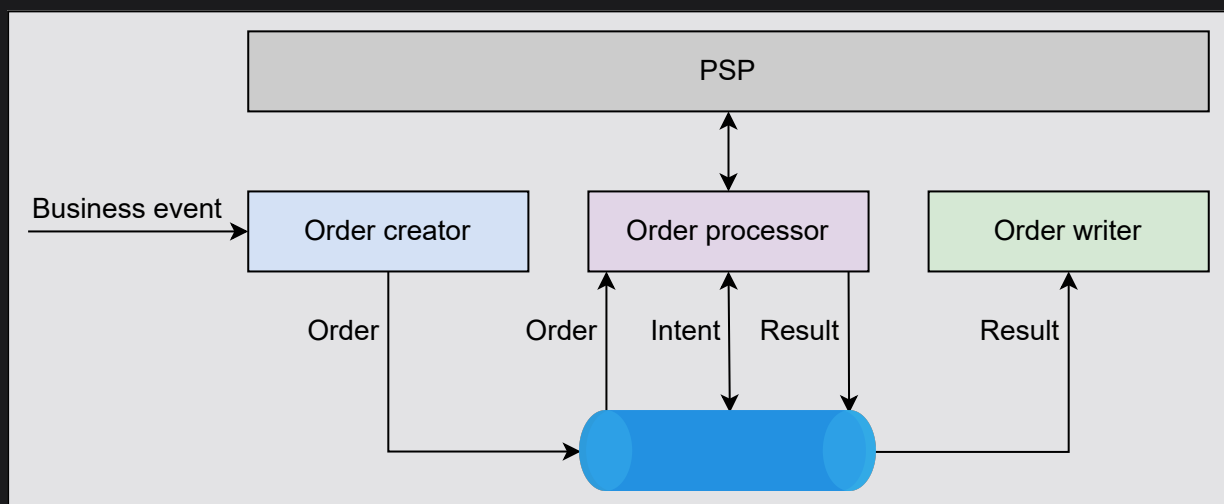 PSP
Business event
Order creator
Order processor
Order writer
Order
Order
Intent
Result
Result